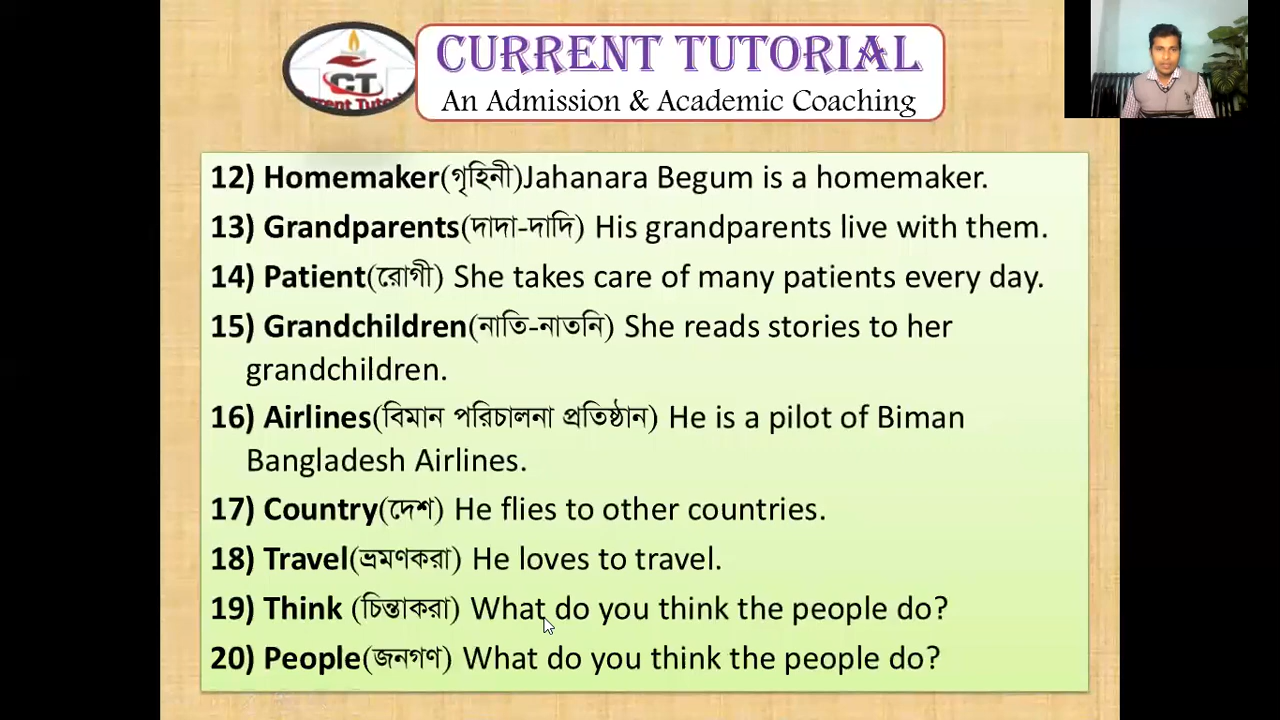 CT
CURRENT TUTORIAL
An Admission & Academic Coaching
12) Homemaker(গৃহিনী)Jahanara Begum is a homemaker.
13) Grandparents(দাদা-দাদি) His grandparents live with them.
14) Patient(রোগী) She takes care of many patients every day.
15) Grandchildren(নাতি-নাতনি) She reads stories to her
grandchildren.
16) Airlines(বিমান পরিচালনা প্রতিষ্ঠান) He is a pilot of Biman
Bangladesh Airlines.
17) Country(দেশ) He flies to other countries.
18) Travel(ভ্রমণকরা) He loves to travel.
19) Think (চিন্তাকরা) What do you think the people do?
20) People(জনগণ) What do you think the people do?